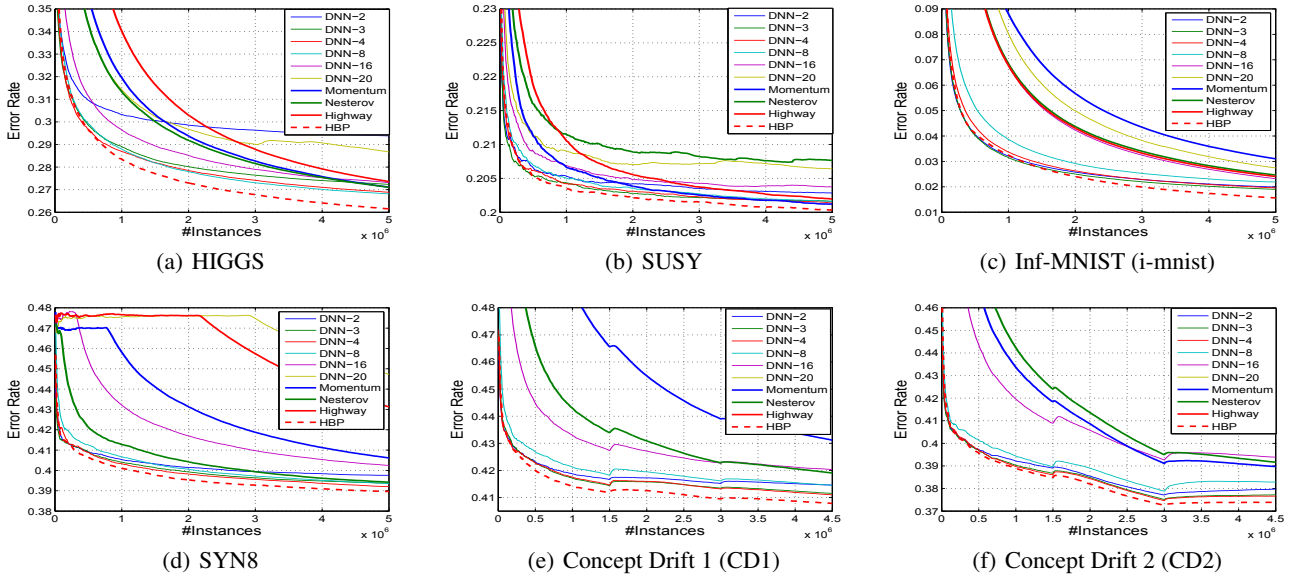 0.35
0.34
0.33
0.32
0.31
0.3
0.29
0.28
0.27
0.26
Error Rate
DNN−2
DNN−3
DNN−4
DNN−8
DNN−16
DNN−20
Momentum
Nesterov
Highway
HBP
0 1 2 3 4 5
#Instances
x 10^6
(a) HIGGS
0.23
0.225
0.22
0.215
0.21
0.205
0.2
Error Rate
DNN−2
DNN−3
DNN−4
DNN−8
DNN−16
DNN−20
Momentum
Nesterov
Highway
HBP
0 1 2 3 4 5
#Instances
x 10^6
(b) SUSY
0.09
0.08
0.07
0.06
0.05
0.04
0.03
0.02
0.01
Error Rate
DNN−2
DNN−3
DNN−4
DNN−8
DNN−16
DNN−20
Momentum
Nesterov
Highway
HBP
0 1 2 3 4 5
#Instances
x 10^6
(c) Inf-MNIST (i-mnist)
0.48
0.47
0.46
0.45
0.44
0.43
0.42
0.41
0.4
0.39
0.38
Error Rate
DNN−2
DNN−3
DNN−4
DNN−8
DNN−16
DNN−20
Momentum
Nesterov
Highway
HBP
0 1 2 3 4 5
#Instances
x 10^6
(d) SYN8
0.48
0.47
0.46
0.45
0.44
0.43
0.42
0.41
Error Rate
DNN−2
DNN−3
DNN−4
DNN−8
DNN−16
DNN−20
Momentum
Nesterov
Highway
HBP
0 0.5 1 1.5 2 2.5 3 3.5 4 4.5
#Instances
x 10^6
(e) Concept Drift 1 (CD1)
0.46
0.45
0.44
0.43
0.42
0.41
0.4
0.39
0.38
0.37
Error Rate
DNN−2
DNN−3
DNN−4
DNN−8
DNN−16
Momentum
Nesterov
Highway
HBP
0 0.5 1 1.5 2 2.5 3 3.5 4 4.5
#Instances
x 10^6
(f) Concept Drift 2 (CD2)